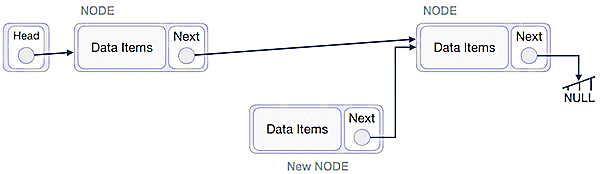 NODE
NODE
Head
Data Items
Next
Data Items
Next
NULL
Data Items
Next
New NODE